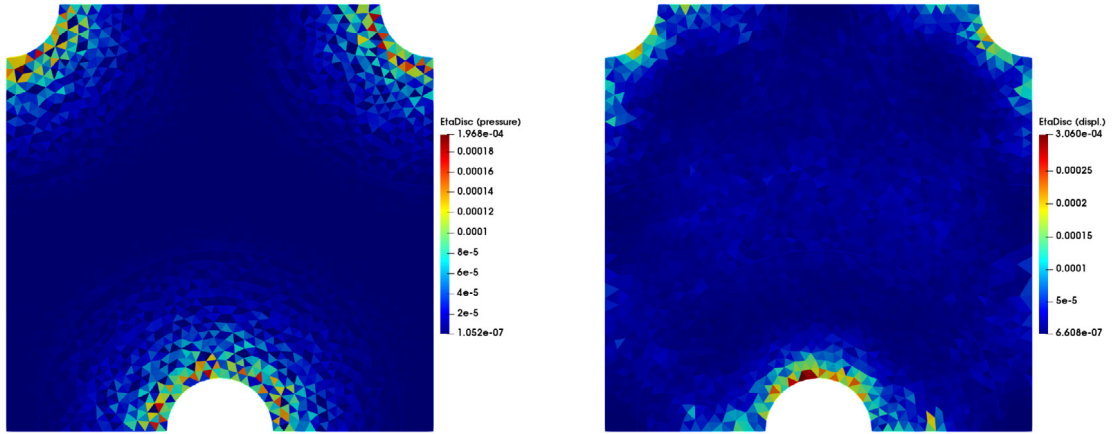 EtaDisc (pressure)
1.968e-04
0.00018
0.00016
0.00014
0.00012
0.0001
8e-5
6e-5
4e-5
2e-5
1.052e-07
EtaDisc (displ.)
3.060e-04
0.00025
0.0002
0.00015
0.0001
5e-5
6.608e-07